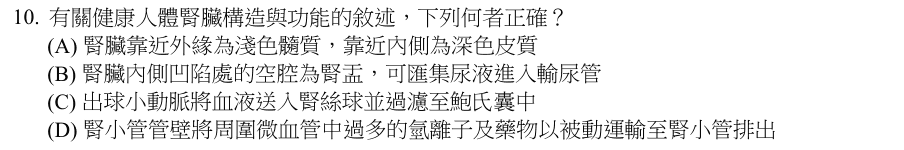 10. 有關健康人體腎臟構造與功能的敘述，下列何者正確？
(A) 腎臟靠近外緣為淺色髓質，靠近內側為深色皮質
(B) 腎臟內側凹陷處的空腔為腎盂，可匯集尿液進入輸尿管
(C) 出球小動脈將血液送入腎絲球並過濾至鮑氏囊中
(D) 腎小管管壁將周圍微血管中過多的氫離子及藥物以被動運輸至腎小管排出